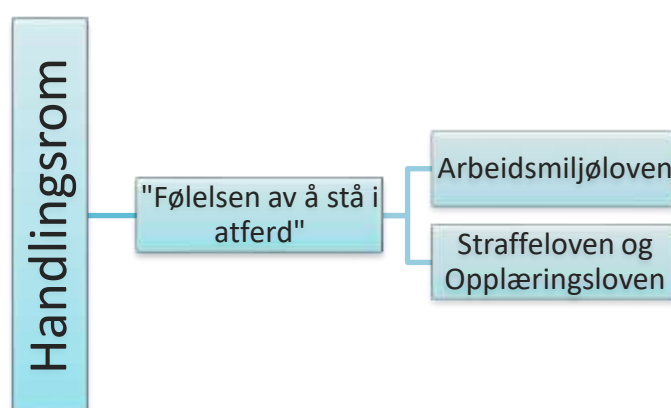 Handlingsrom
"Følelsen av å stå i
atferd"
Arbeidsmiljøloven
Straffeloven og
Opplæringsloven